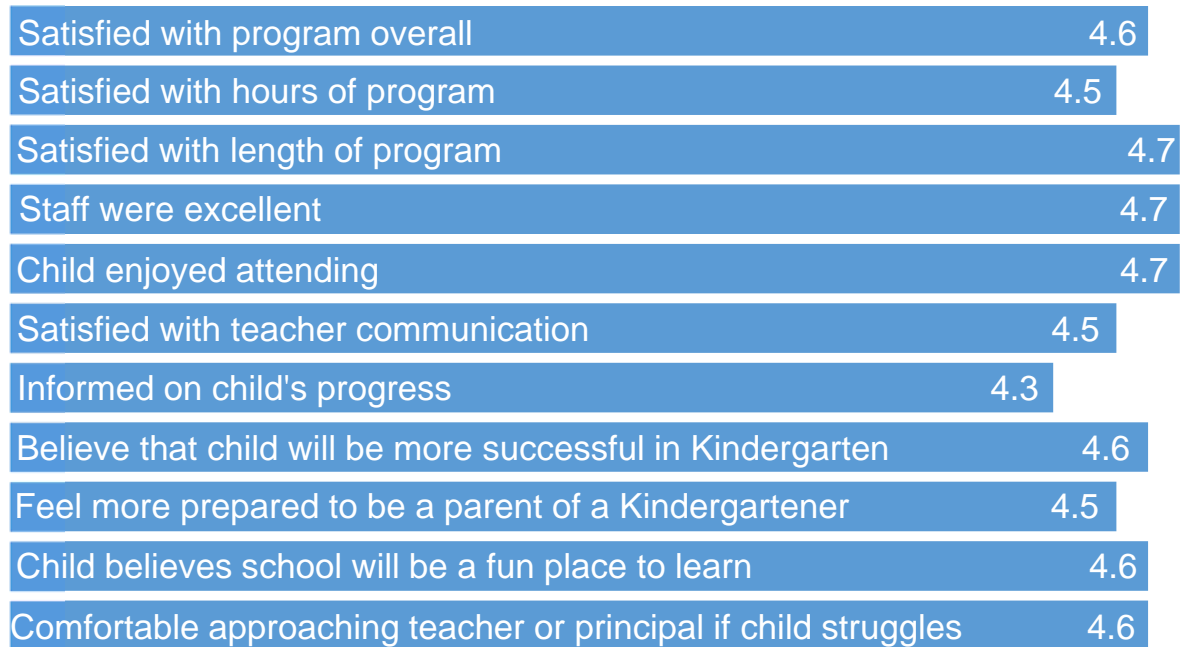 Satisfied with program overall 4.6
Satisfied with hours of program 4.5
Satisfied with length of program 4.7
Staff were excellent 4.7
Child enjoyed attending 4.7
Satisfied with teacher communication 4.5
Informed on child's progress 4.3
Believe that child will be more successful in Kindergarten 4.6
Feel more prepared to be a parent of a Kindergartener 4.5
Child believes school will be a fun place to learn 4.6
Comfortable approaching teacher or principal if child struggles 4.6